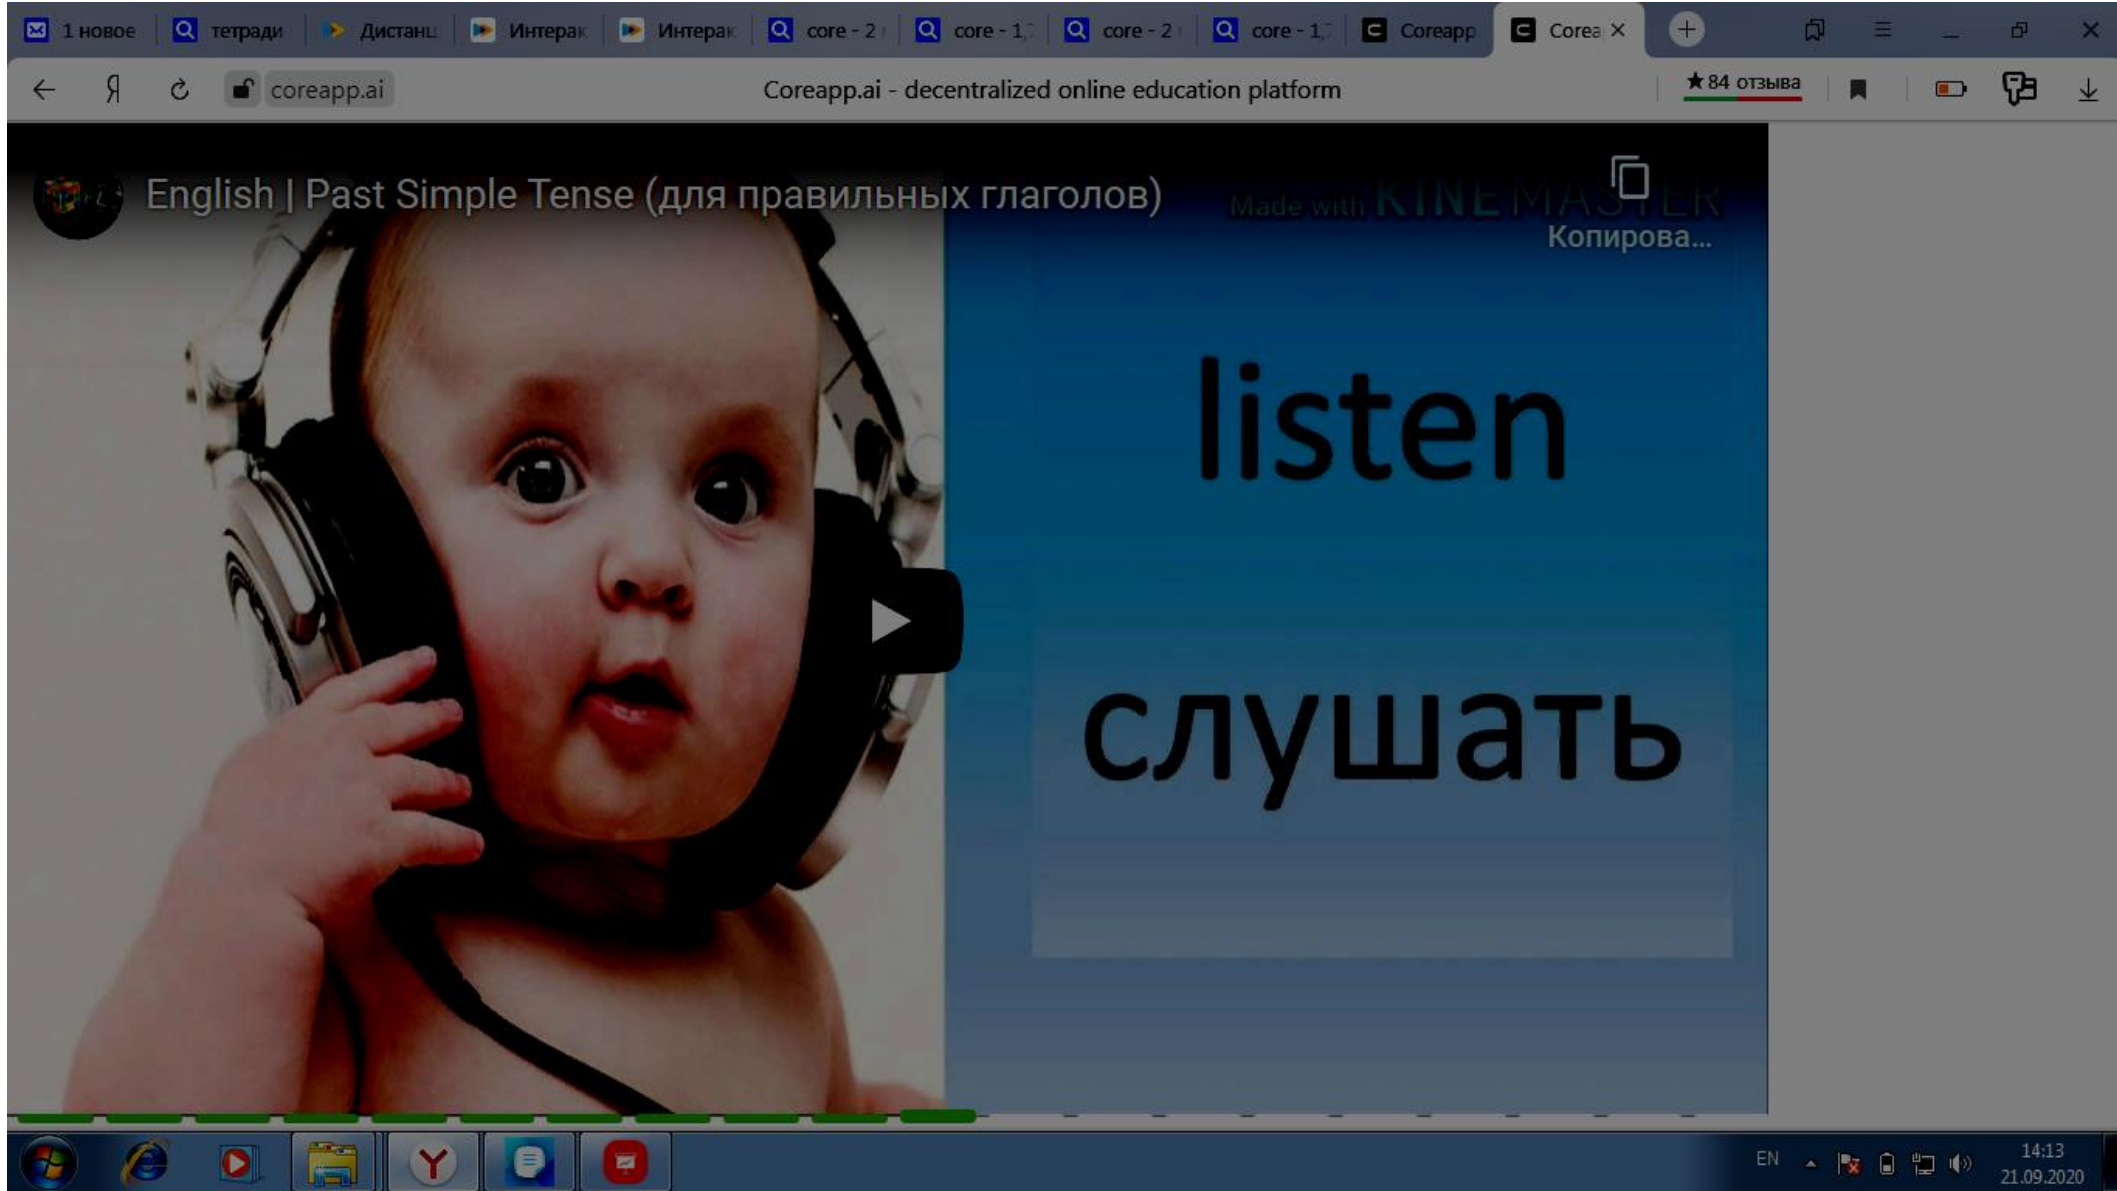 1 новое
тетради
Дистанц
Интерак
Интерак
core - 2
core - 1,
core - 2
core - 1,
Coreapp
Corea
Я
coreapp.ai
Coreapp.ai - decentralized online education platform
★84 отзыва
English | Past Simple Tense (для правильных глаголов)
Made with KINEMASTER
Копирова...
listen
слушать
EN
14:13
21.09.2020